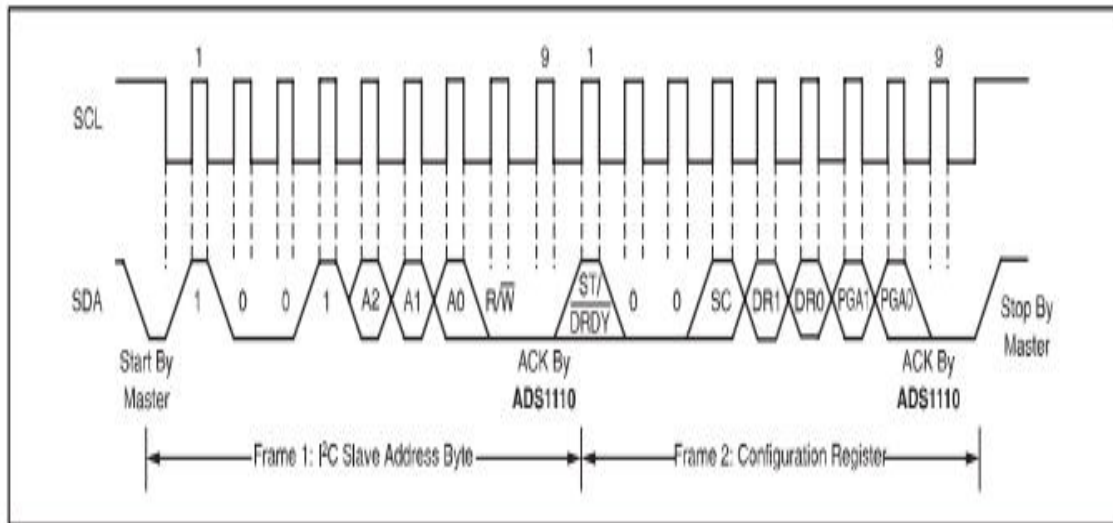 1 9 1 9
SCL
SDA 1 0 0 1 A2 A1 A0 R/W̅ ST/ 0 0 SC DR1 DR0 PGA1 PGA0
D̅R̅D̅Y̅
Start By
Master
ACK By
ADS1110
ACK By
ADS1110
Stop By
Master
Frame 1: I²C Slave Address Byte
Frame 2: Configuration Register